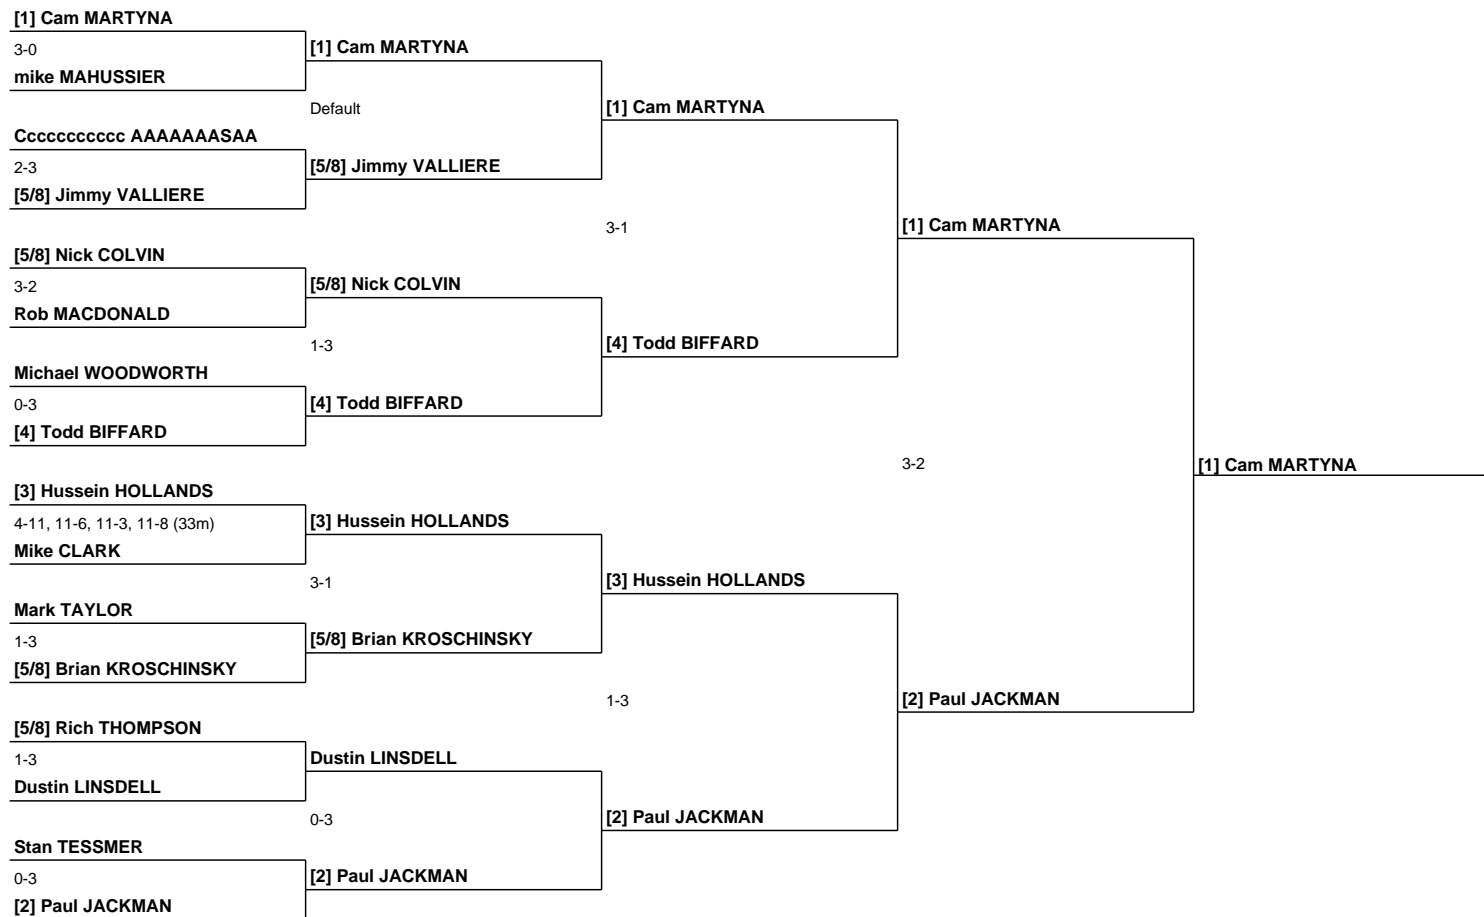 [1] Cam MARTYNA
3-0
mike MAHUSSIER
Cccccccccccc AAAAAAASAA
2-3
[5/8] Jimmy VALLIERE
[5/8] Nick COLVIN
3-2
Rob MACDONALD
Michael WOODWORTH
0-3
[4] Todd BIFFARD
[3] Hussein HOLLANDS
4-11, 11-6, 11-3, 11-8 (33m)
Mike CLARK
Mark TAYLOR
1-3
[5/8] Brian KROSCHINSKY
[5/8] Rich THOMPSON
1-3
Dustin LINSDELL
Stan TESSMER
0-3
[2] Paul JACKMAN
[1] Cam MARTYNA
Default
[5/8] Jimmy VALLIERE
[5/8] Nick COLVIN
1-3
[4] Todd BIFFARD
[3] Hussein HOLLANDS
3-1
[5/8] Brian KROSCHINSKY
Dustin LINSDELL
0-3
[2] Paul JACKMAN
[1] Cam MARTYNA
3-1
[4] Todd BIFFARD
[3] Hussein HOLLANDS
1-3
[2] Paul JACKMAN
[1] Cam MARTYNA
3-2
[2] Paul JACKMAN
[1] Cam MARTYNA